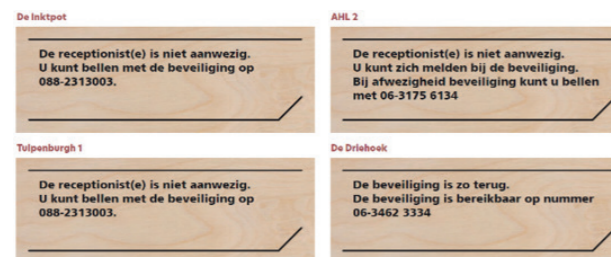 De Inktpot
De receptionist(e) is niet aanwezig.
U kunt bellen met de beveiliging op
088-2313003.
AHL 2
De receptionist(e) is niet aanwezig.
U kunt zich melden bij de beveiliging.
Bij afwezigheid beveiliging kunt u bellen
met 06-3175 6134
Tulpenburgh 1
De receptionist(e) is niet aanwezig.
U kunt bellen met de beveiliging op
088-2313003.
De Driehoek
De beveiliging is zo terug.
De beveiliging is bereikbaar op nummer
06-3462 3334